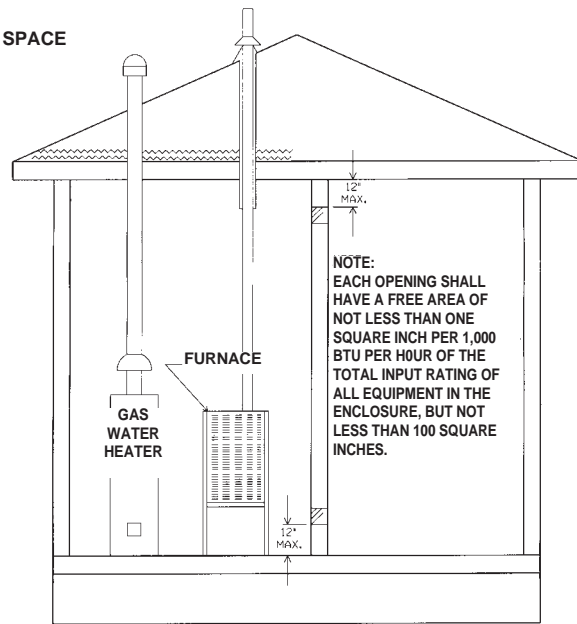 SPACE
12"
MAX.
NOTE:
EACH OPENING SHALL
HAVE A FREE AREA OF
NOT LESS THAN ONE
SQUARE INCH PER 1,000
BTU PER H0UR OF THE
TOTAL INPUT RATING OF
ALL EQUIPMENT IN THE
ENCLOSURE, BUT NOT
LESS THAN 100 SQUARE
INCHES.
FURNACE
GAS
WATER
HEATER
12"
MAX.